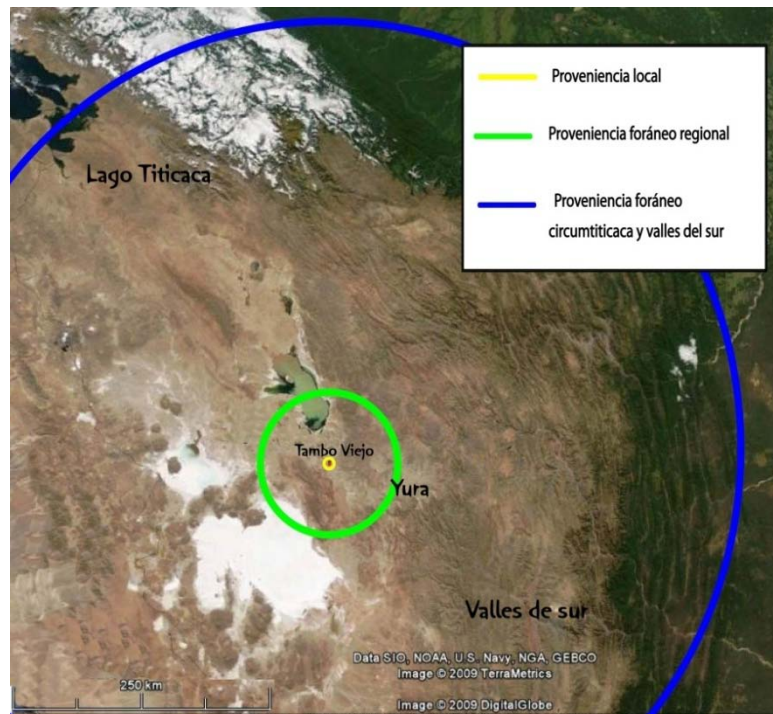 Proveniencia local
Proveniencia foráneo regional
Proveniencia foráneo
circumtiticaca y valles del sur
Lago Titicaca
Tambo Viejo
Yura
Valles de sur
Data SIO, NOAA, U.S. Navy, NGA, GEBCO
Image © 2009 TerraMetrics
250 km
Image © 2009 DigitalGlobe